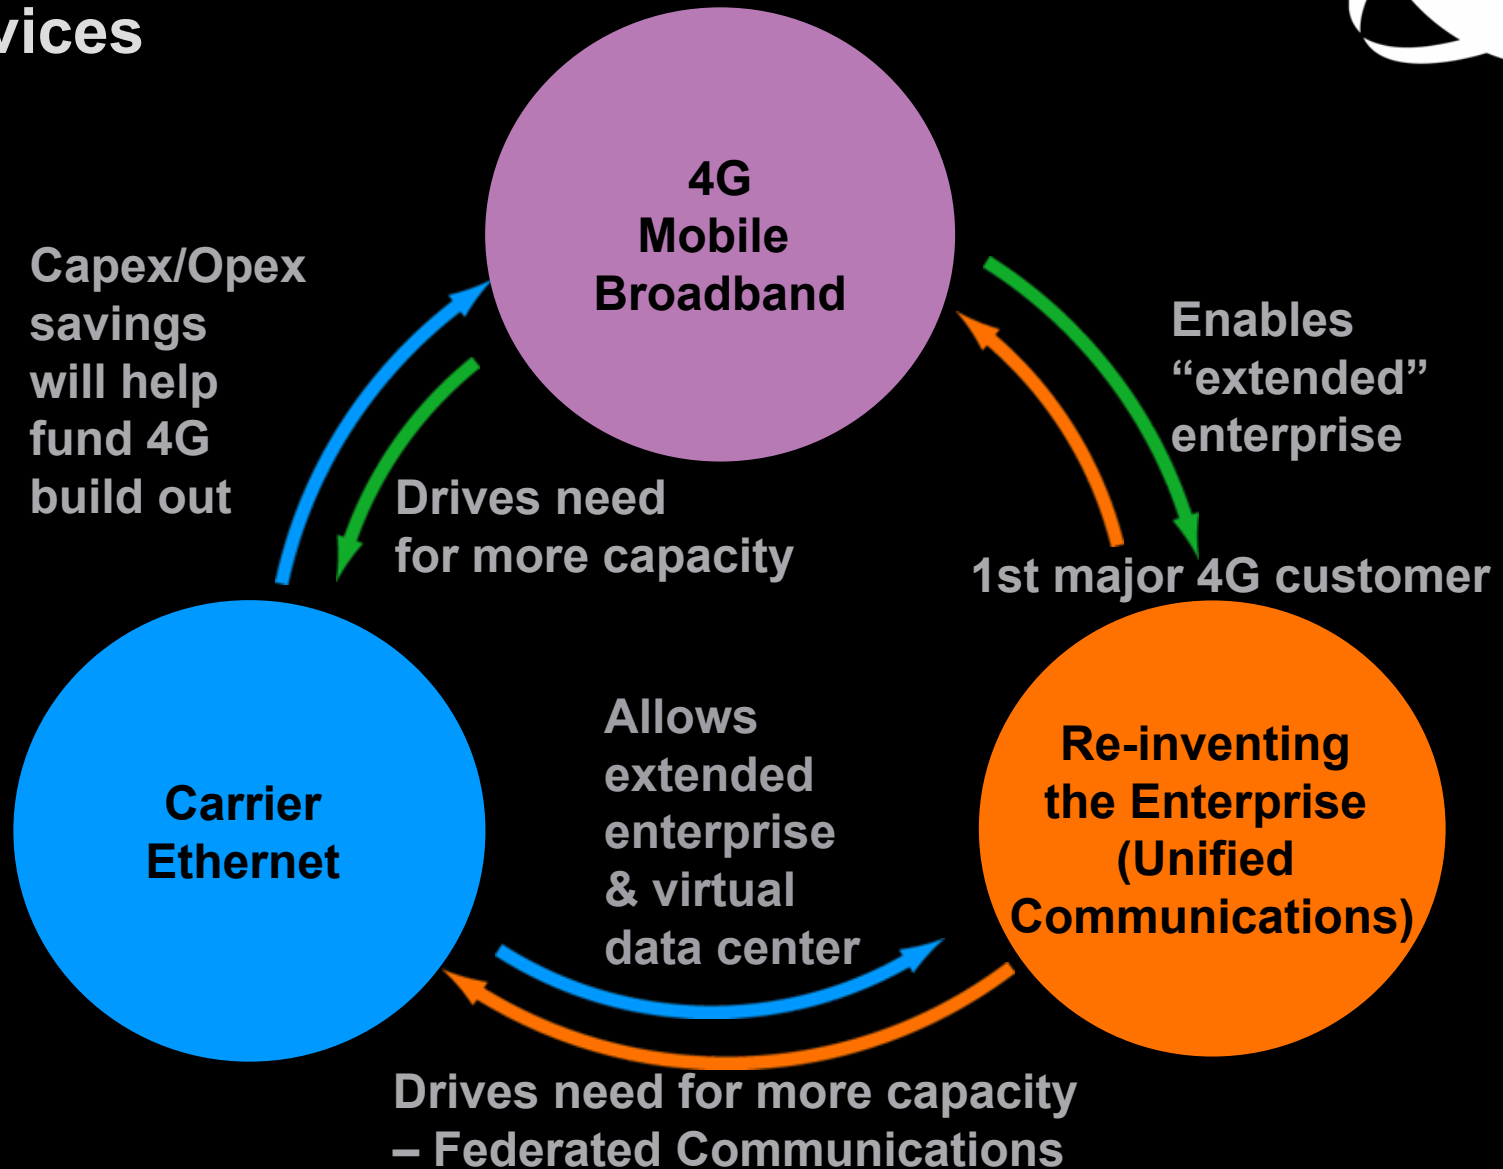 vices
4G
Mobile
Broadband
Capex/Opex
savings
will help
fund 4G
build out
Enables
“extended”
enterprise
Drives need
for more capacity
1st major 4G customer
Carrier
Ethernet
Allows
extended
enterprise
& virtual
data center
Re-inventing
the Enterprise
(Unified
Communications)
Drives need for more capacity
– Federated Communications